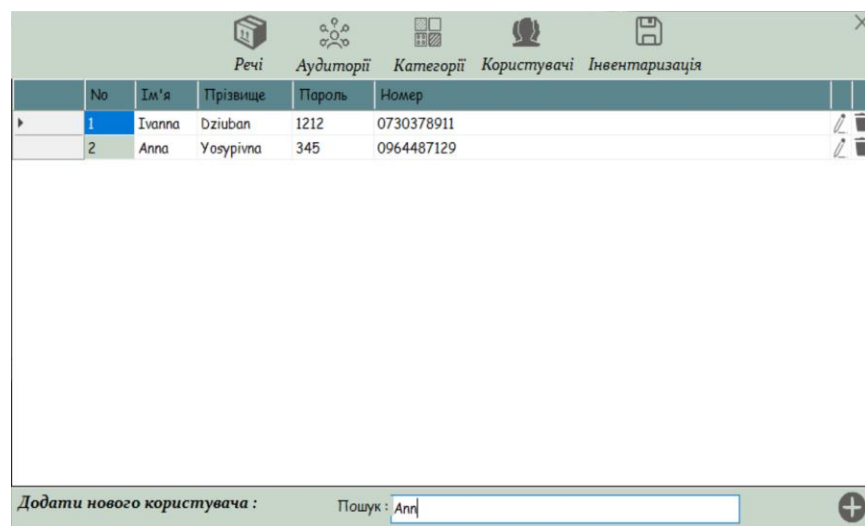 Речі Аудиторії Категорії Користувачі Інвентаризація
No Ім'я Прізвище Пароль Номер
1 Ivanna Dziuban 1212 0730378911
2 Anna Yosypivna 345 0964487129
Додати нового користувача : Пошук : Ann